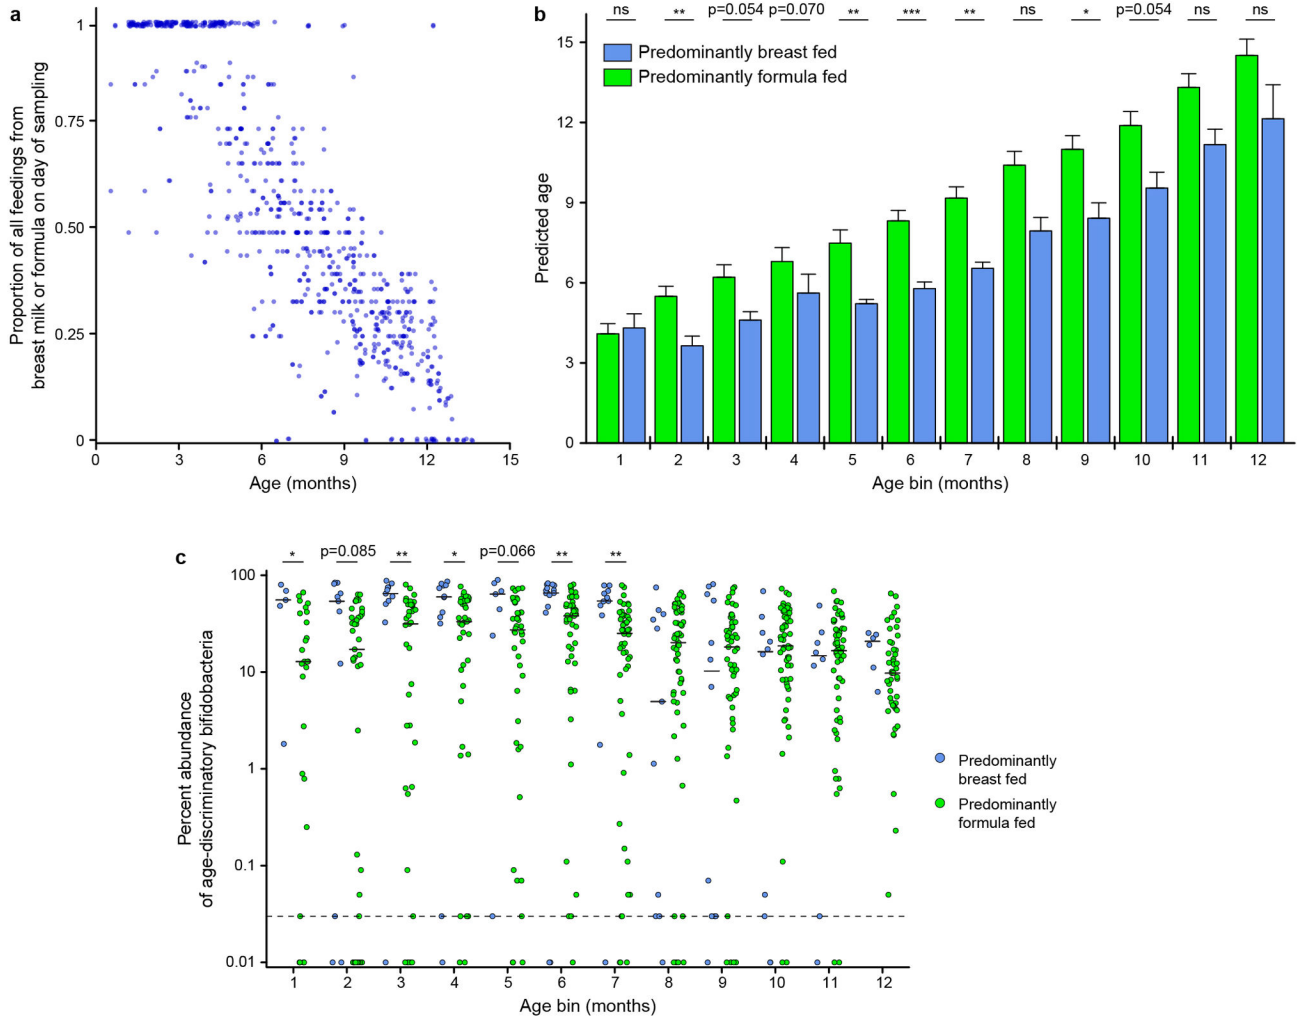 a
Proportion of all feedings from
breast milk or formula on day of sampling
1
0.75
0.50
0.25
0
0 3 6 9 12 15
Age (months)
b
ns ** p=0.054 p=0.070 ** *** ** ns * p=0.054 ns ns
Predominantly breast fed
Predominantly formula fed
Predicted age
15
12
9
6
3
0
1 2 3 4 5 6 7 8 9 10 11 12
Age bin (months)
c
* p=0.085 ** * p=0.066 ** **
Percent abundance
of age-discriminatory bifidobacteria
100
10
1
0.1
0.01
1 2 3 4 5 6 7 8 9 10 11 12
Age bin (months)
Predominantly
breast fed
Predominantly
formula fed